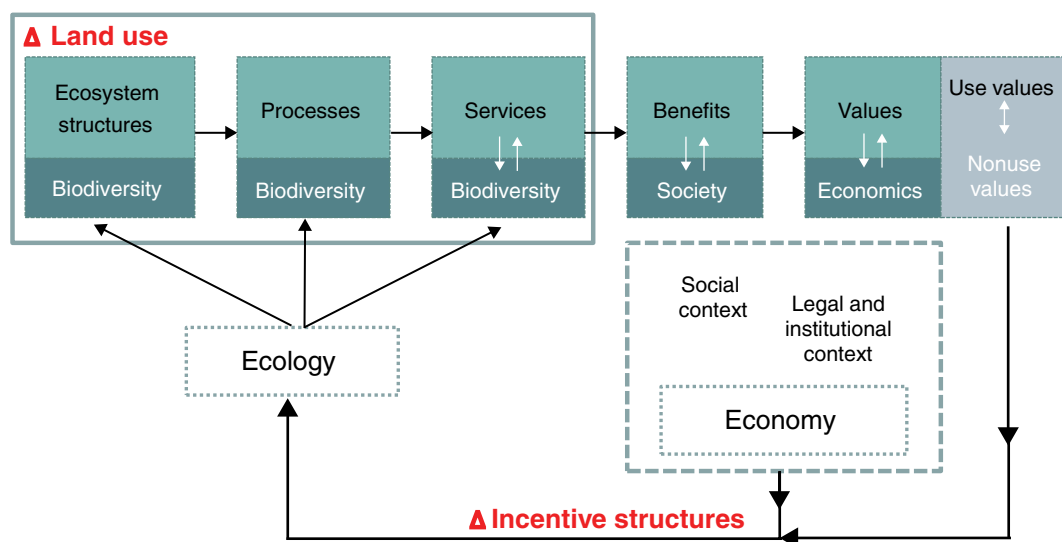 Δ Land use
Ecosystem
structures
Biodiversity
Processes
Biodiversity
Services
Biodiversity
Benefits
Society
Values
Economics
Use values
Nonuse
values
Social
context
Legal and
institutional
context
Ecology
Economy
Δ Incentive structures